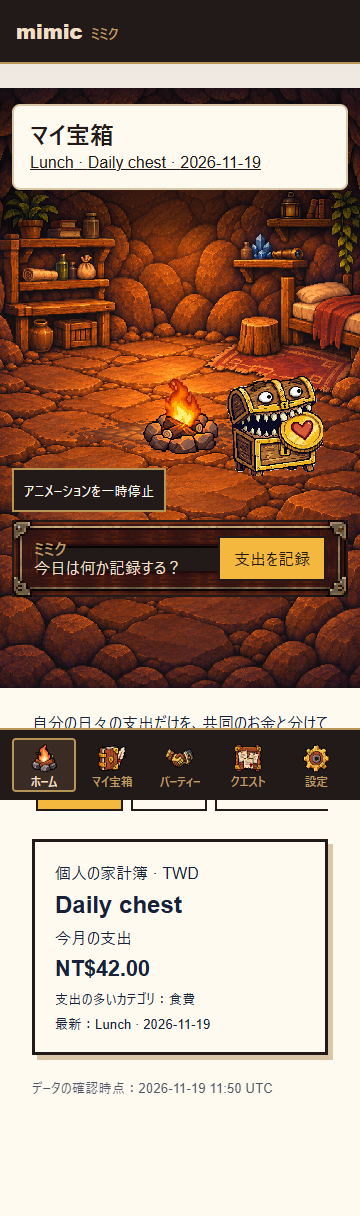 mimic ミミク
マイ宝箱
Lunch · Daily chest · 2026-11-19
アニメーションを一時停止
ミミク
今日は何か記録する？
支出を記録
自分の日々の支出だけを、共同のお金と分けて
ホーム
マイ宝箱
パーティー
クエスト
設定
個人の家計簿 · TWD
Daily chest
今月の支出
NT$42.00
支出の多いカテゴリ：食費
最新：Lunch · 2026-11-19
データの確認時点：2026-11-19 11:50 UTC